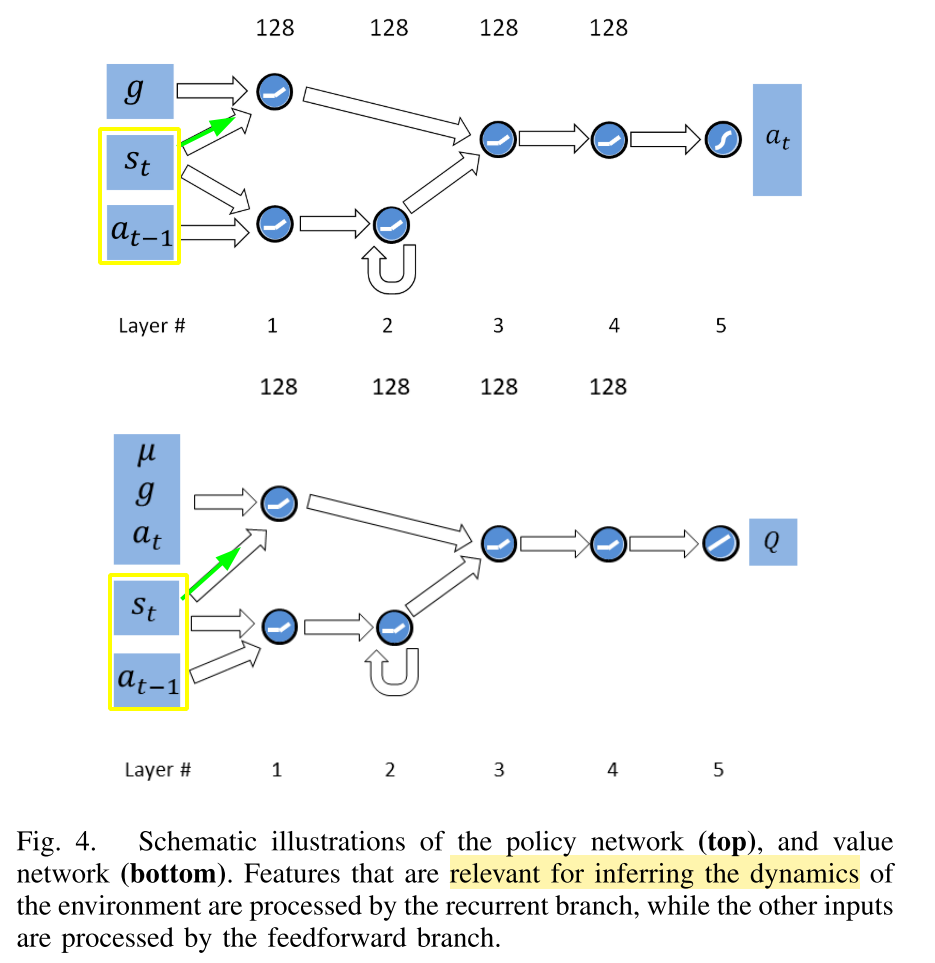 128 128 128 128
g
s_t
a_{t-1}
a_t
Layer # 1 2 3 4 5
128 128 128 128
μ
g
a_t
s_t
a_{t-1}
Q
Layer # 1 2 3 4 5
Fig. 4. Schematic illustrations of the policy network (top), and value
network (bottom). Features that are relevant for inferring the dynamics of
the environment are processed by the recurrent branch, while the other inputs
are processed by the feedforward branch.